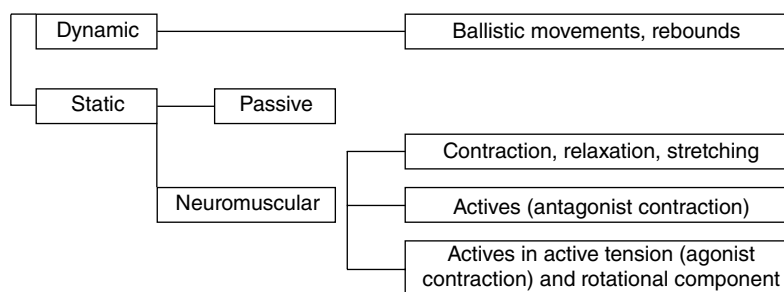 Dynamic
Ballistic movements, rebounds
Static
Passive
Contraction, relaxation, stretching
Neuromuscular
Actives (antagonist contraction)
Actives in active tension (agonist
contraction) and rotational component